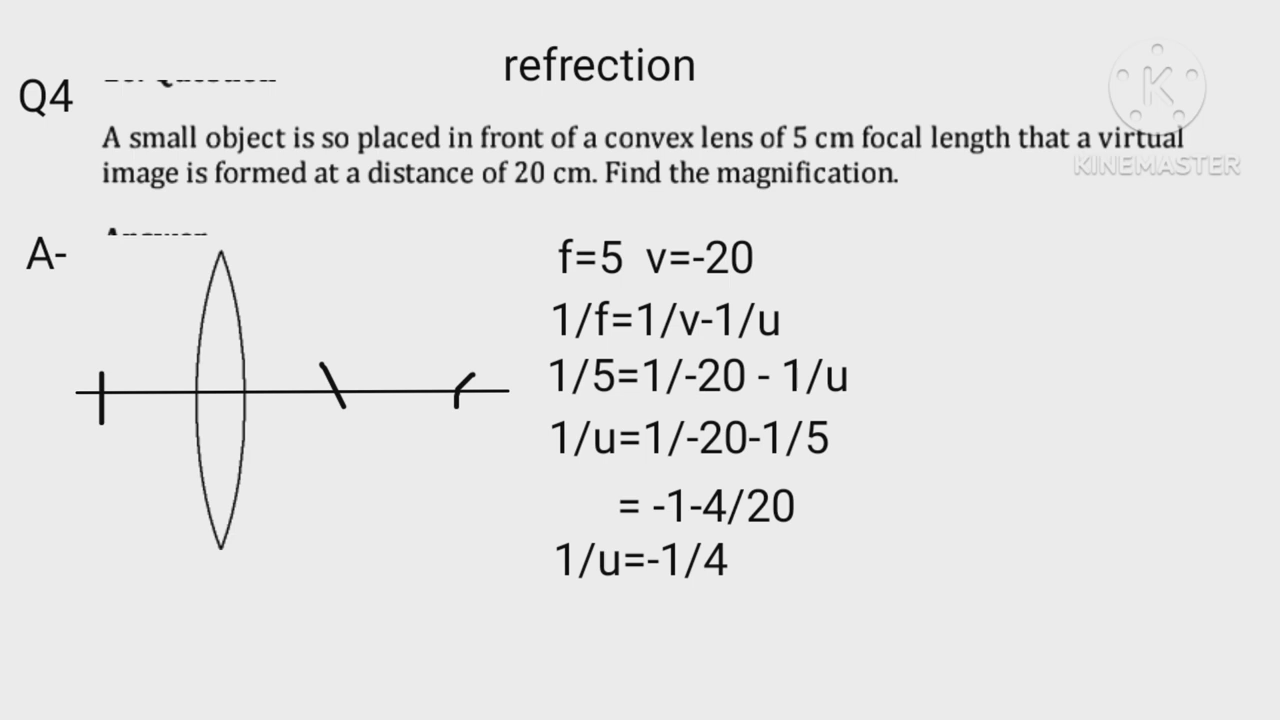 refrection
Q4
A small object is so placed in front of a convex lens of 5 cm focal length that a virtual
image is formed at a distance of 20 cm. Find the magnification.
KINEMASTER
A-
f=5 v=-20
1/f=1/v-1/u
1/5=1/-20 - 1/u
1/u=1/-20-1/5
= -1-4/20
1/u=-1/4